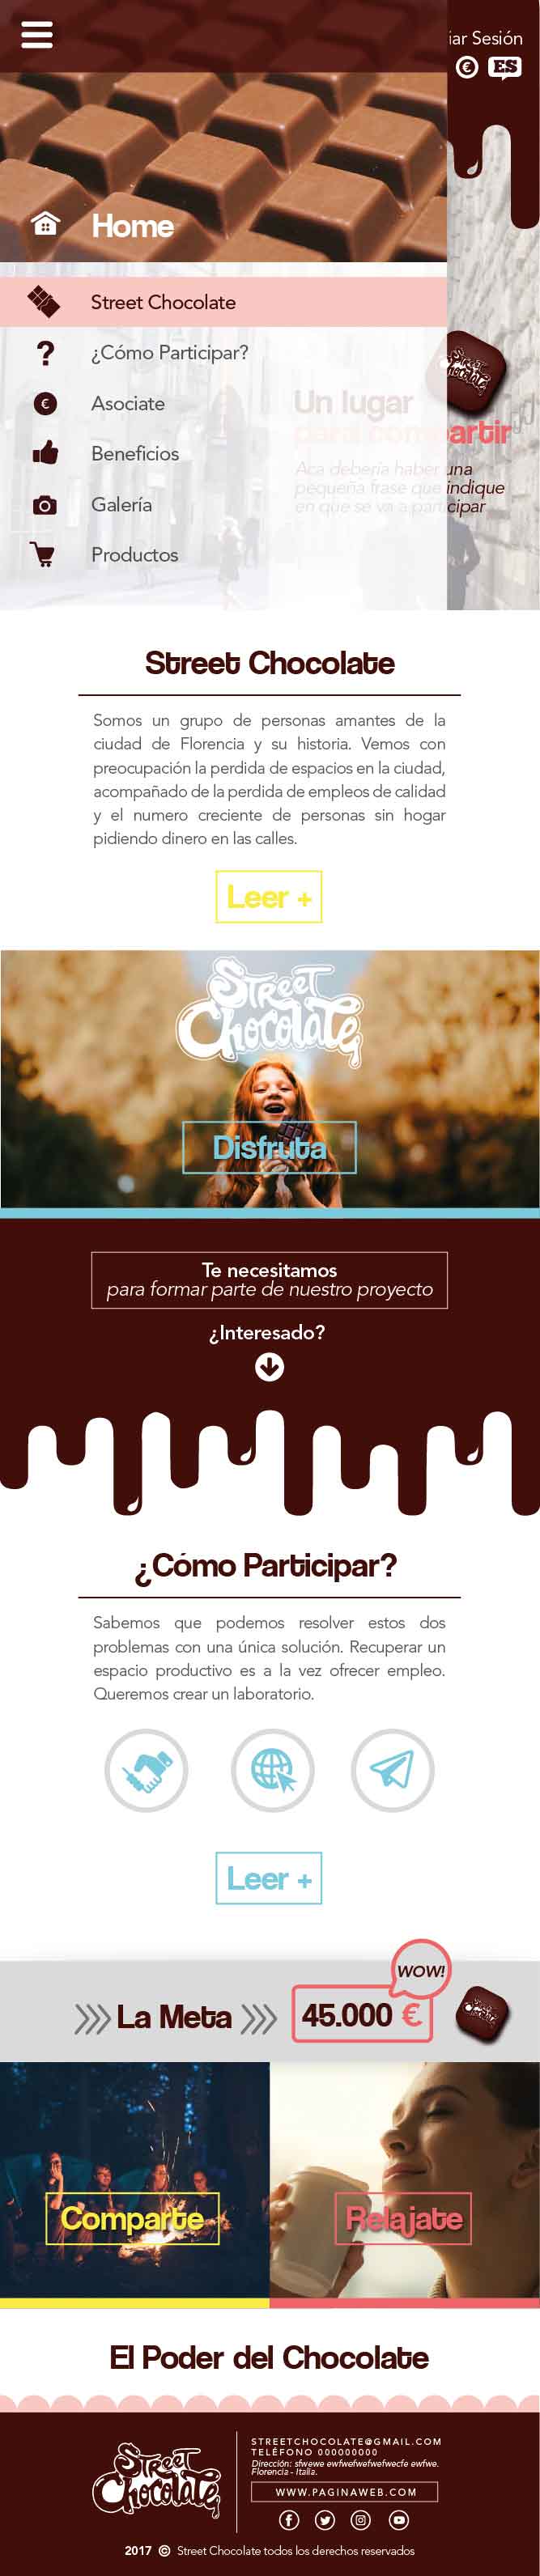 iar Sesión
€
ES
Home
Street Chocolate
¿Cómo Participar?
€
Asociate
Beneficios
Galería
Productos
Street
Chocolate
Un lugar
para compartir
Aca debería haber una
pequeña frase que indique
en que se va a participar
Street Chocolate
Somos un grupo de personas amantes de la
ciudad de Florencia y su historia. Vemos con
preocupación la perdida de espacios en la ciudad,
acompañado de la perdida de empleos de calidad
y el numero creciente de personas sin hogar
pidiendo dinero en las calles.
Leer +
Street
Chocolate
Disfruta
Te necesitamos
para formar parte de nuestro proyecto
¿Interesado?
¿Cómo Participar?
Sabemos que podemos resolver estos dos
problemas con una única solución. Recuperar un
espacio productivo es a la vez ofrecer empleo.
Queremos crear un laboratorio.
Leer +
WOW!
La Meta
45.000 €
Street
Chocolate
Comparte
Relajate
El Poder del Chocolate
STREETCHOCOLATE@GMAIL.COM
TELÉFONO 000000000
Dirección: sfwewe ewfwefwefwefwecfe ewfwe.
Florencia - Italia.
Street
Chocolate
WWW.PAGINAWEB.COM
2017 © Street Chocolate todos los derechos reservados